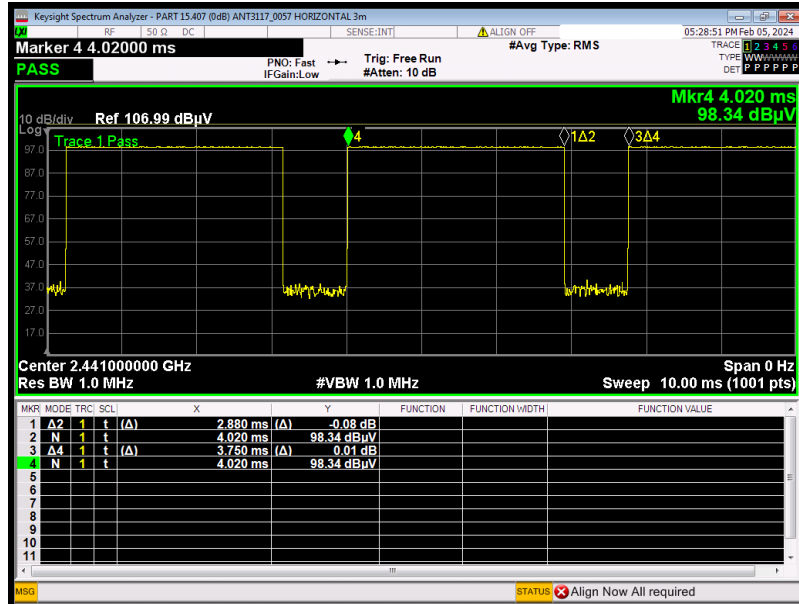 Keysight Spectrum Analyzer - PART 15.407 (0dB) ANT3117_0057 HORIZONTAL 3m
LXI RF 50 Ω DC SENSE:INT ALIGN OFF 05:28:51 PM Feb 05, 2024
Marker 4 4.02000 ms #Avg Type: RMS TRACE 1 2 3 4 5 6
PASS PNO: Fast Trig: Free Run TYPE WWWWWW
IFGain:Low #Atten: 10 dB DET P P P P P P
Mkr4 4.020 ms
10 dB/div Ref 106.99 dBµV 98.34 dBµV
Log
Trace 1 Pass 4 1Δ2 3Δ4
97.0
87.0
77.0
67.0
57.0
47.0
37.0
27.0
17.0
Center 2.441000000 GHz Span 0 Hz
Res BW 1.0 MHz #VBW 1.0 MHz Sweep 10.00 ms (1001 pts)
MKR MODE TRC SCL X Y FUNCTION FUNCTION WIDTH FUNCTION VALUE
1 Δ2 1 t (Δ) 2.880 ms (Δ) -0.08 dB
2 N 1 t 4.020 ms 98.34 dBµV
3 Δ4 1 t (Δ) 3.750 ms (Δ) 0.01 dB
4 N 1 t 4.020 ms 98.34 dBµV
5
6
7
8
9
10
11
MSG STATUS Align Now All required